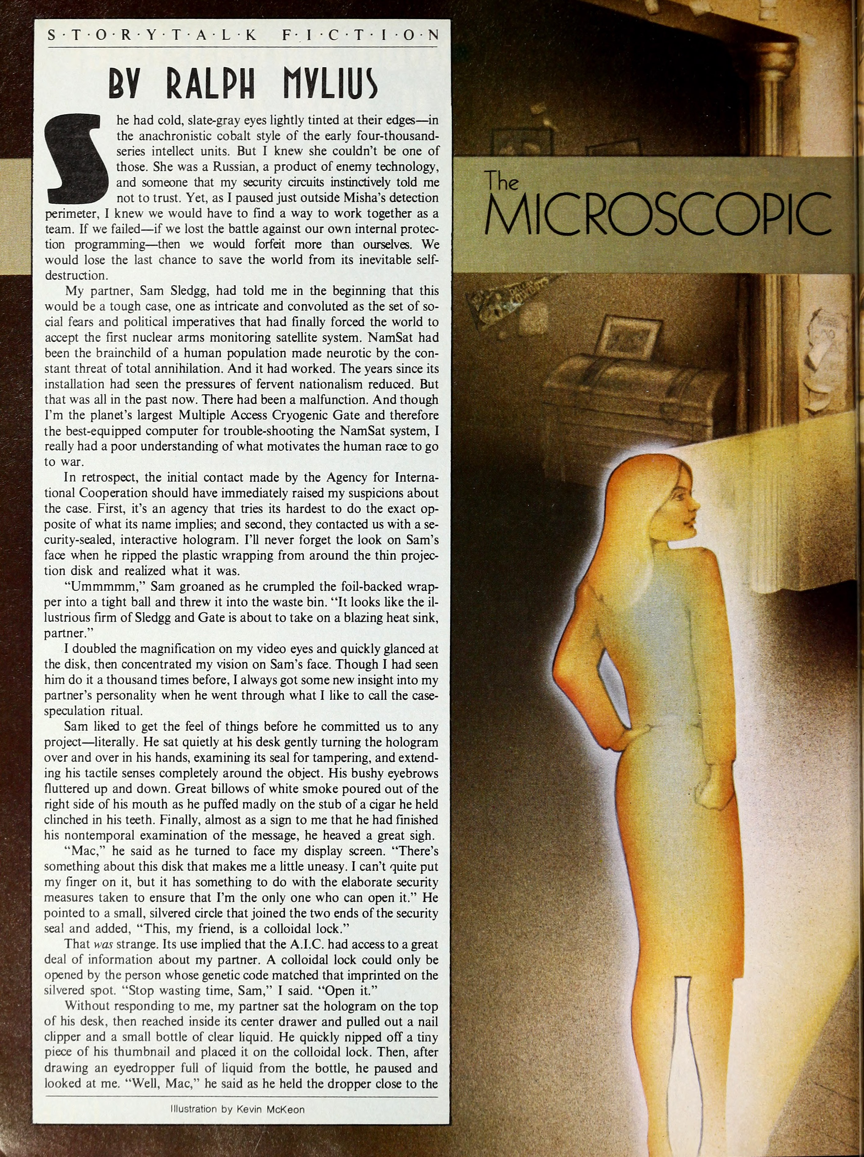 S·T·O·R·Y·T·A·L·K F·I·C·T·I·O·N
BY RALPH MYLIUS
She had cold, slate-gray eyes lightly tinted at their edges—in
the anachronistic cobalt style of the early four-thousand-
series intellect units. But I knew she couldn't be one of
those. She was a Russian, a product of enemy technology,
and someone that my security circuits instinctively told me
not to trust. Yet, as I paused just outside Misha's detection
perimeter, I knew we would have to find a way to work together as a
team. If we failed—if we lost the battle against our own internal protec-
tion programming—then we would forfeit more than ourselves. We
would lose the last chance to save the world from its inevitable self-
destruction.
My partner, Sam Sledgg, had told me in the beginning that this
would be a tough case, one as intricate and convoluted as the set of so-
cial fears and political imperatives that had finally forced the world to
accept the first nuclear arms monitoring satellite system. NamSat had
been the brainchild of a human population made neurotic by the con-
stant threat of total annihilation. And it had worked. The years since its
installation had seen the pressures of fervent nationalism reduced. But
that was all in the past now. There had been a malfunction. And though
I'm the planet's largest Multiple Access Cryogenic Gate and therefore
the best-equipped computer for trouble-shooting the NamSat system, I
really had a poor understanding of what motivates the human race to go
to war.
In retrospect, the initial contact made by the Agency for Interna-
tional Cooperation should have immediately raised my suspicions about
the case. First, it's an agency that tries its hardest to do the exact op-
posite of what its name implies; and second, they contacted us with a se-
curity-sealed, interactive hologram. I'll never forget the look on Sam's
face when he ripped the plastic wrapping from around the thin projec-
tion disk and realized what it was.
"Ummmmm," Sam groaned as he crumpled the foil-backed wrap-
per into a tight ball and threw it into the waste bin. "It looks like the il-
lustrious firm of Sledgg and Gate is about to take on a blazing heat sink,
partner."
I doubled the magnification on my video eyes and quickly glanced at
the disk, then concentrated my vision on Sam's face. Though I had seen
him do it a thousand times before, I always got some new insight into my
partner's personality when he went through what I like to call the case-
speculation ritual.
Sam liked to get the feel of things before he committed us to any
project—literally. He sat quietly at his desk gently turning the hologram
over and over in his hands, examining its seal for tampering, and extend-
ing his tactile senses completely around the object. His bushy eyebrows
fluttered up and down. Great billows of white smoke poured out of the
right side of his mouth as he puffed madly on the stub of a cigar he held
clinched in his teeth. Finally, almost as a sign to me that he had finished
his nontemporal examination of the message, he heaved a great sigh.
"Mac," he said as he turned to face my display screen. "There's
something about this disk that makes me a little uneasy. I can't quite put
my finger on it, but it has something to do with the elaborate security
measures taken to ensure that I'm the only one who can open it." He
pointed to a small, silvered circle that joined the two ends of the security
seal and added, "This, my friend, is a colloidal lock."
That was strange. Its use implied that the A.I.C. had access to a great
deal of information about my partner. A colloidal lock could only be
opened by the person whose genetic code matched that imprinted on the
silvered spot. "Stop wasting time, Sam," I said. "Open it."
Without responding to me, my partner sat the hologram on the top
of his desk, then reached inside its center drawer and pulled out a nail
clipper and a small bottle of clear liquid. He quickly nipped off a tiny
piece of his thumbnail and placed it on the colloidal lock. Then, after
drawing an eyedropper full of liquid from the bottle, he paused and
looked at me. "Well, Mac," he said as he held the dropper close to the
Illustration by Kevin McKeon
The
MICROSCOPIC